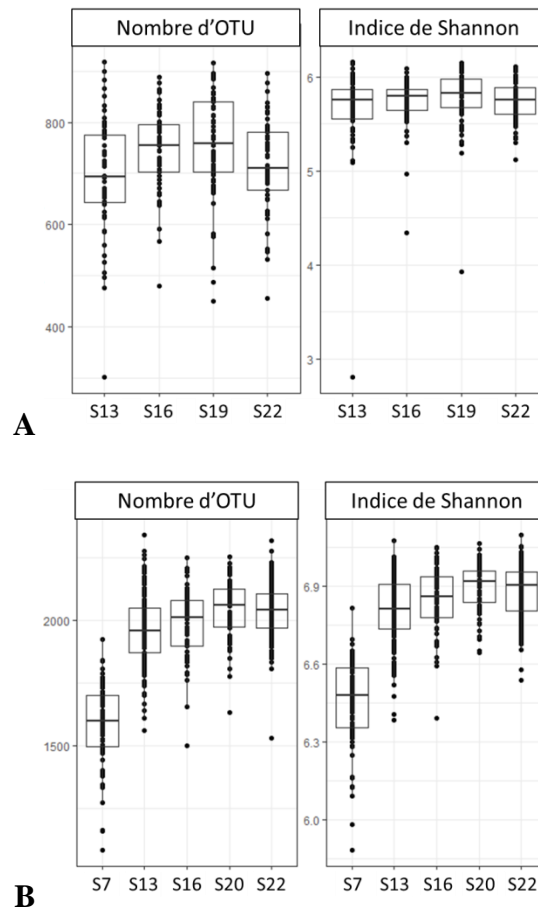 Nombre d’OTU
Indice de Shannon
800
600
400
6
5
4
3
S13 S16 S19 S22
S13 S16 S19 S22
A
Nombre d’OTU
Indice de Shannon
2000
1500
6.9
6.6
6.3
6.0
S7 S13 S16 S20 S22
S7 S13 S16 S20 S22
B